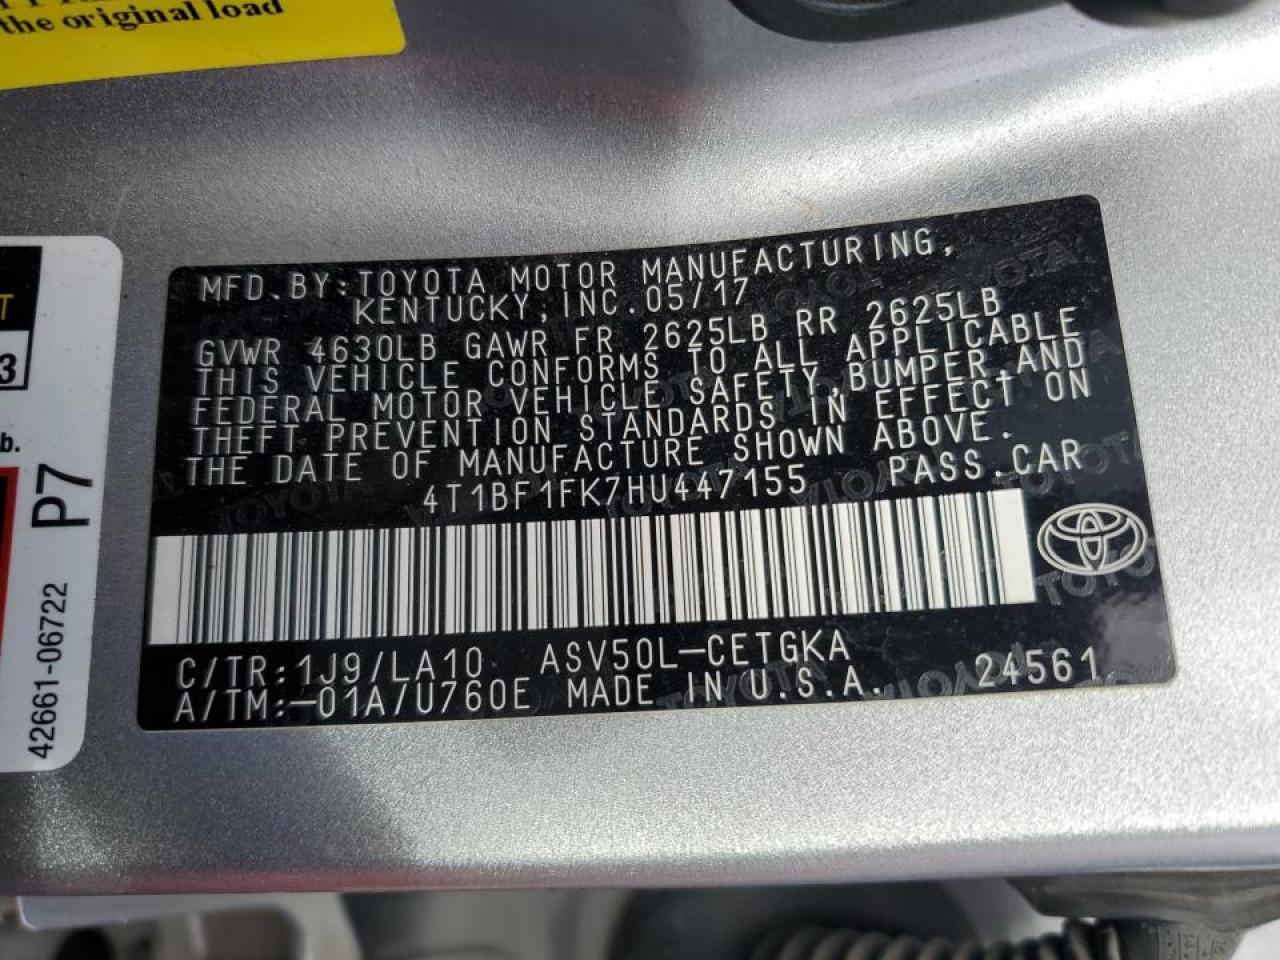 the original load
T
3
b.
P7
42661-06722
MFD.BY:TOYOTA MOTOR MANUFACTURING,
KENTUCKY, INC.05/17
GVWR 4630LB GAWR FR 2625LB RR 2625LB
THIS VEHICLE CONFORMS TO ALL APPLICABLE
FEDERAL MOTOR VEHICLE SAFETY,BUMPER,AND
THEFT PREVENTION STANDARDS IN EFFECT ON
THE DATE OF MANUFACTURE SHOWN ABOVE.
4T1BF1FK7HU447155 PASS.CAR
C/TR:1J9/LA10 ASV50L-CETGKA
A/TM:-01A/U760E MADE IN U.S.A. 24561
TOYOTA